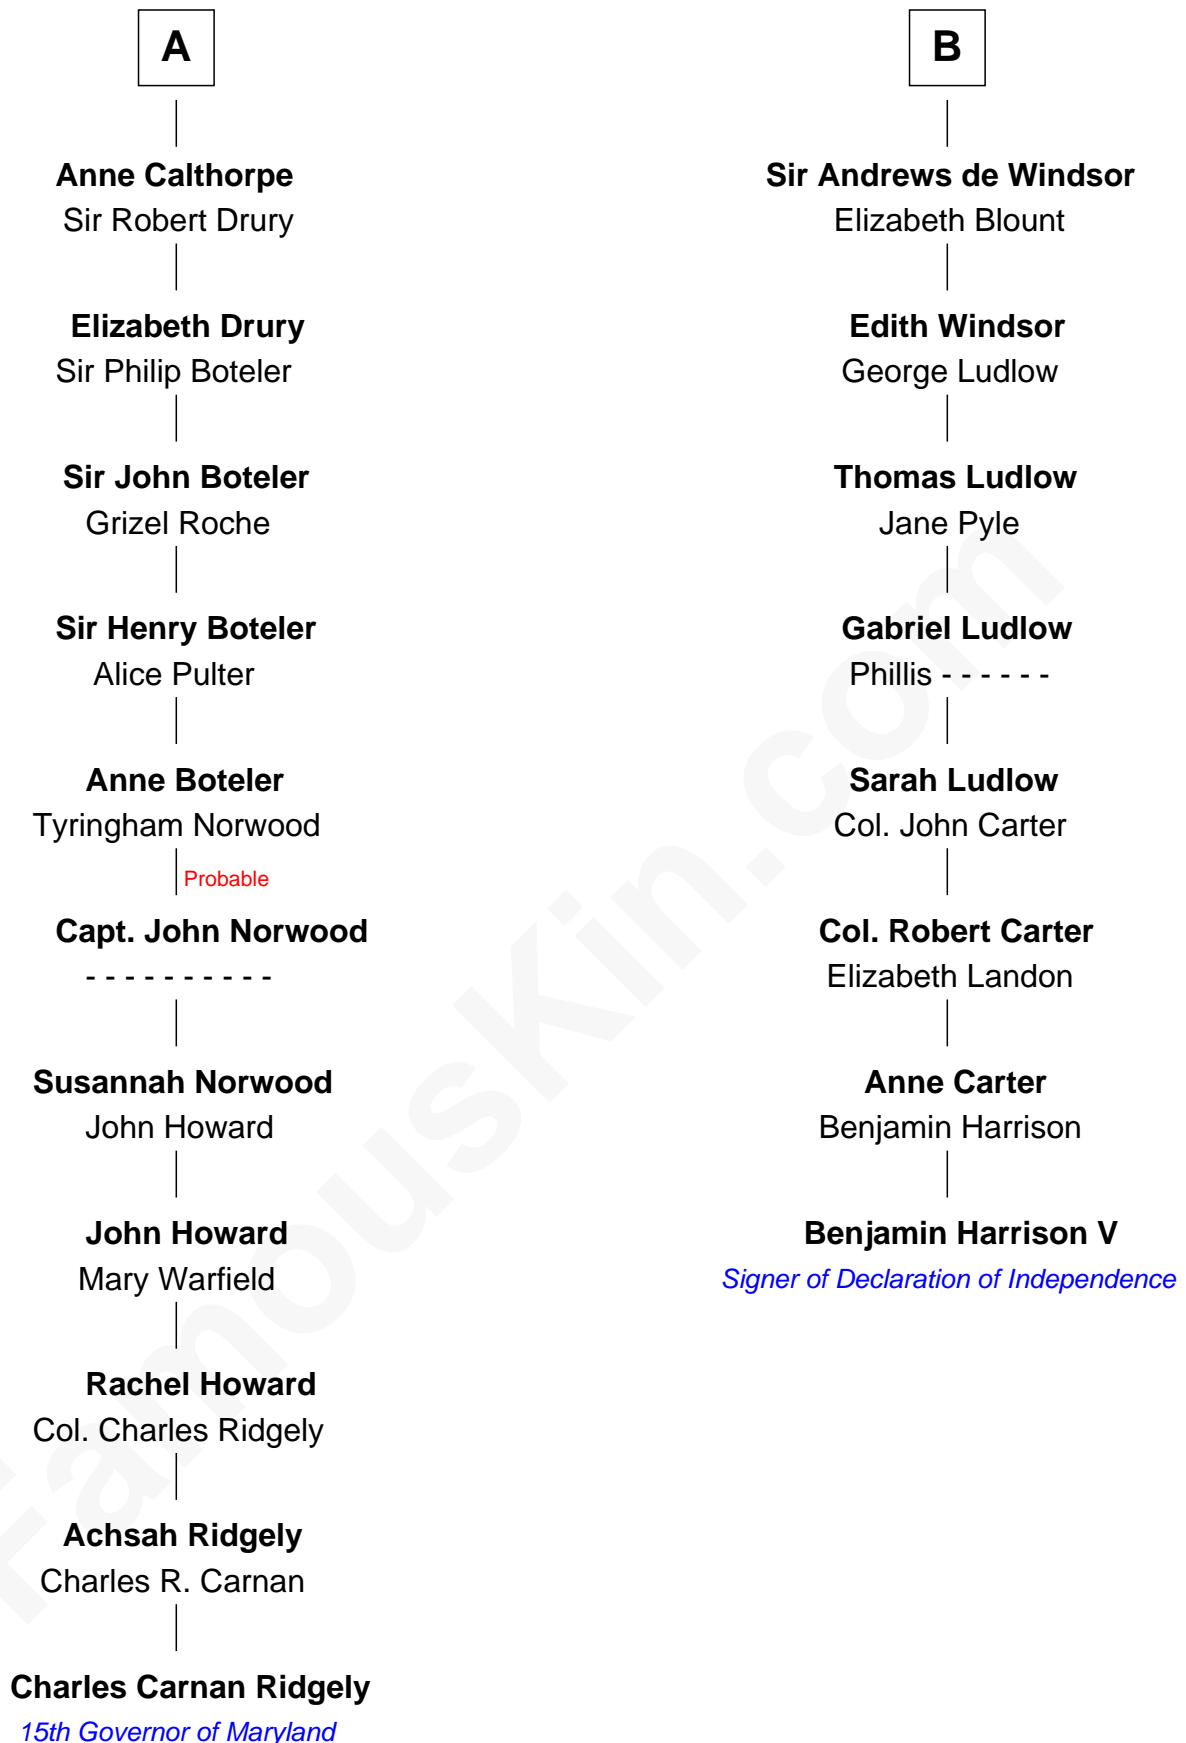 A
Anne Calthorpe
Sir Robert Drury
Elizabeth Drury
Sir Philip Boteler
Sir John Boteler
Grizel Roche
Sir Henry Boteler
Alice Pulter
Anne Boteler
Tyringham Norwood
Probable
Capt. John Norwood
- - - - - - - - - -
Susannah Norwood
John Howard
John Howard
Mary Warfield
Rachel Howard
Col. Charles Ridgely
Achsah Ridgely
Charles R. Carnan
Charles Carnan Ridgely
15th Governor of Maryland
B
Sir Andrews de Windsor
Elizabeth Blount
Edith Windsor
George Ludlow
Thomas Ludlow
Jane Pyle
Gabriel Ludlow
Phillis - - - - - -
Sarah Ludlow
Col. John Carter
Col. Robert Carter
Elizabeth Landon
Anne Carter
Benjamin Harrison
Benjamin Harrison V
Signer of Declaration of Independence
FamousKin.com